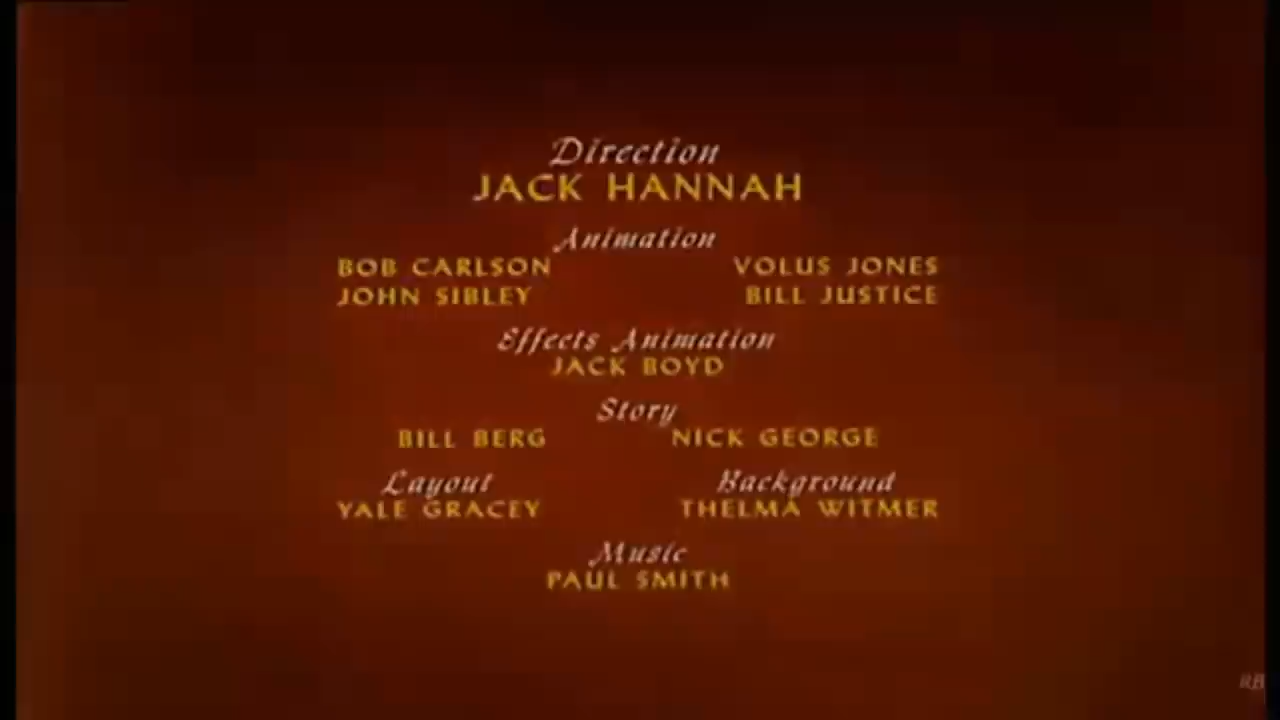 Direction
JACK HANNAH
Animation
BOB CARLSON VOLUS JONES
JOHN SIBLEY BILL JUSTICE
Effects Animation
JACK BOYD
Story
BILL BERG NICK GEORGE
Layout Background
YALE GRACEY THELMA WITMER
Music
PAUL SMITH
RB